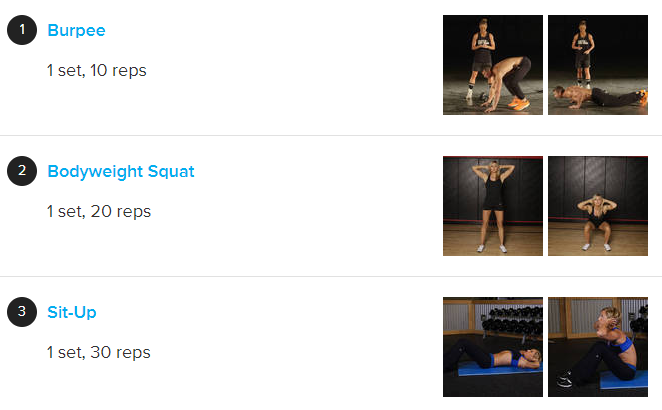 1 Burpee
1 set, 10 reps
2 Bodyweight Squat
1 set, 20 reps
3 Sit-Up
1 set, 30 reps